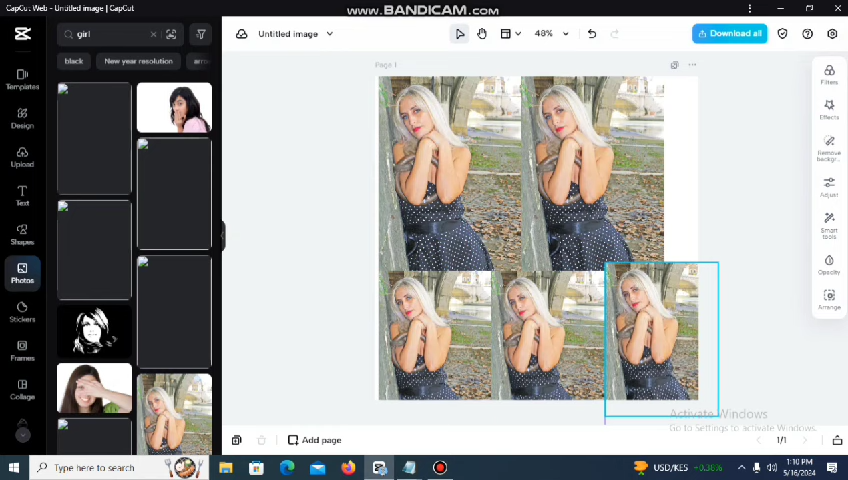 CapCut Web - Untitled image | CapCut
www.BANDICAM.com
girl
Untitled image
48%
Download all
black
New year resolution
Templates
Design
Upload
Text
Shapes
Photos
Stickers
Frames
Collage
Page 1
Filters
Effects
Remove backgr...
Adjust
Smart tools
Opacity
Arrange
Activate Windows
Go to Settings to activate Windows.
Add page
1/1
Type here to search
USD/KES +0.38%
1:10 PM
5/16/2024